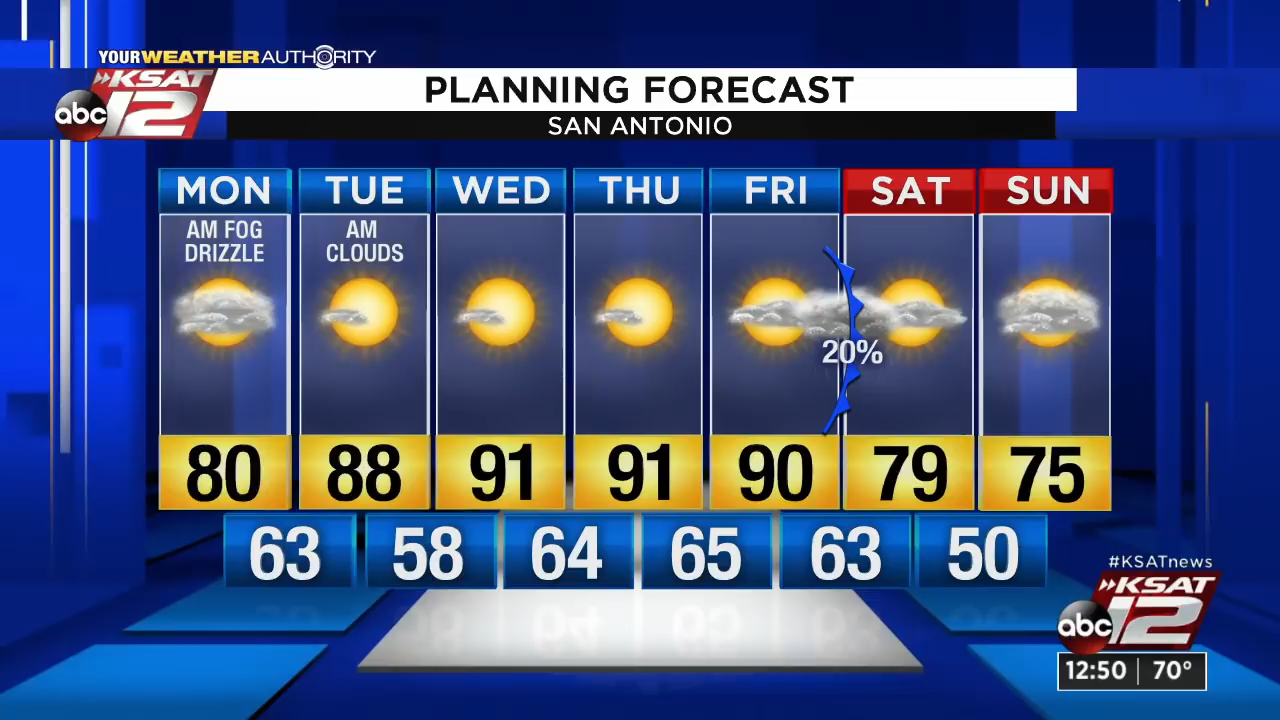 YOURWEATHERAUTHORITY
KSAT
abc 12
PLANNING FORECAST
SAN ANTONIO
MON TUE WED THU FRI SAT SUN
AM FOG AM
DRIZZLE CLOUDS
20%
80 88 91 91 90 79 75
63 58 64 65 63 50
#KSATnews
KSAT
abc 12
12:50 70°